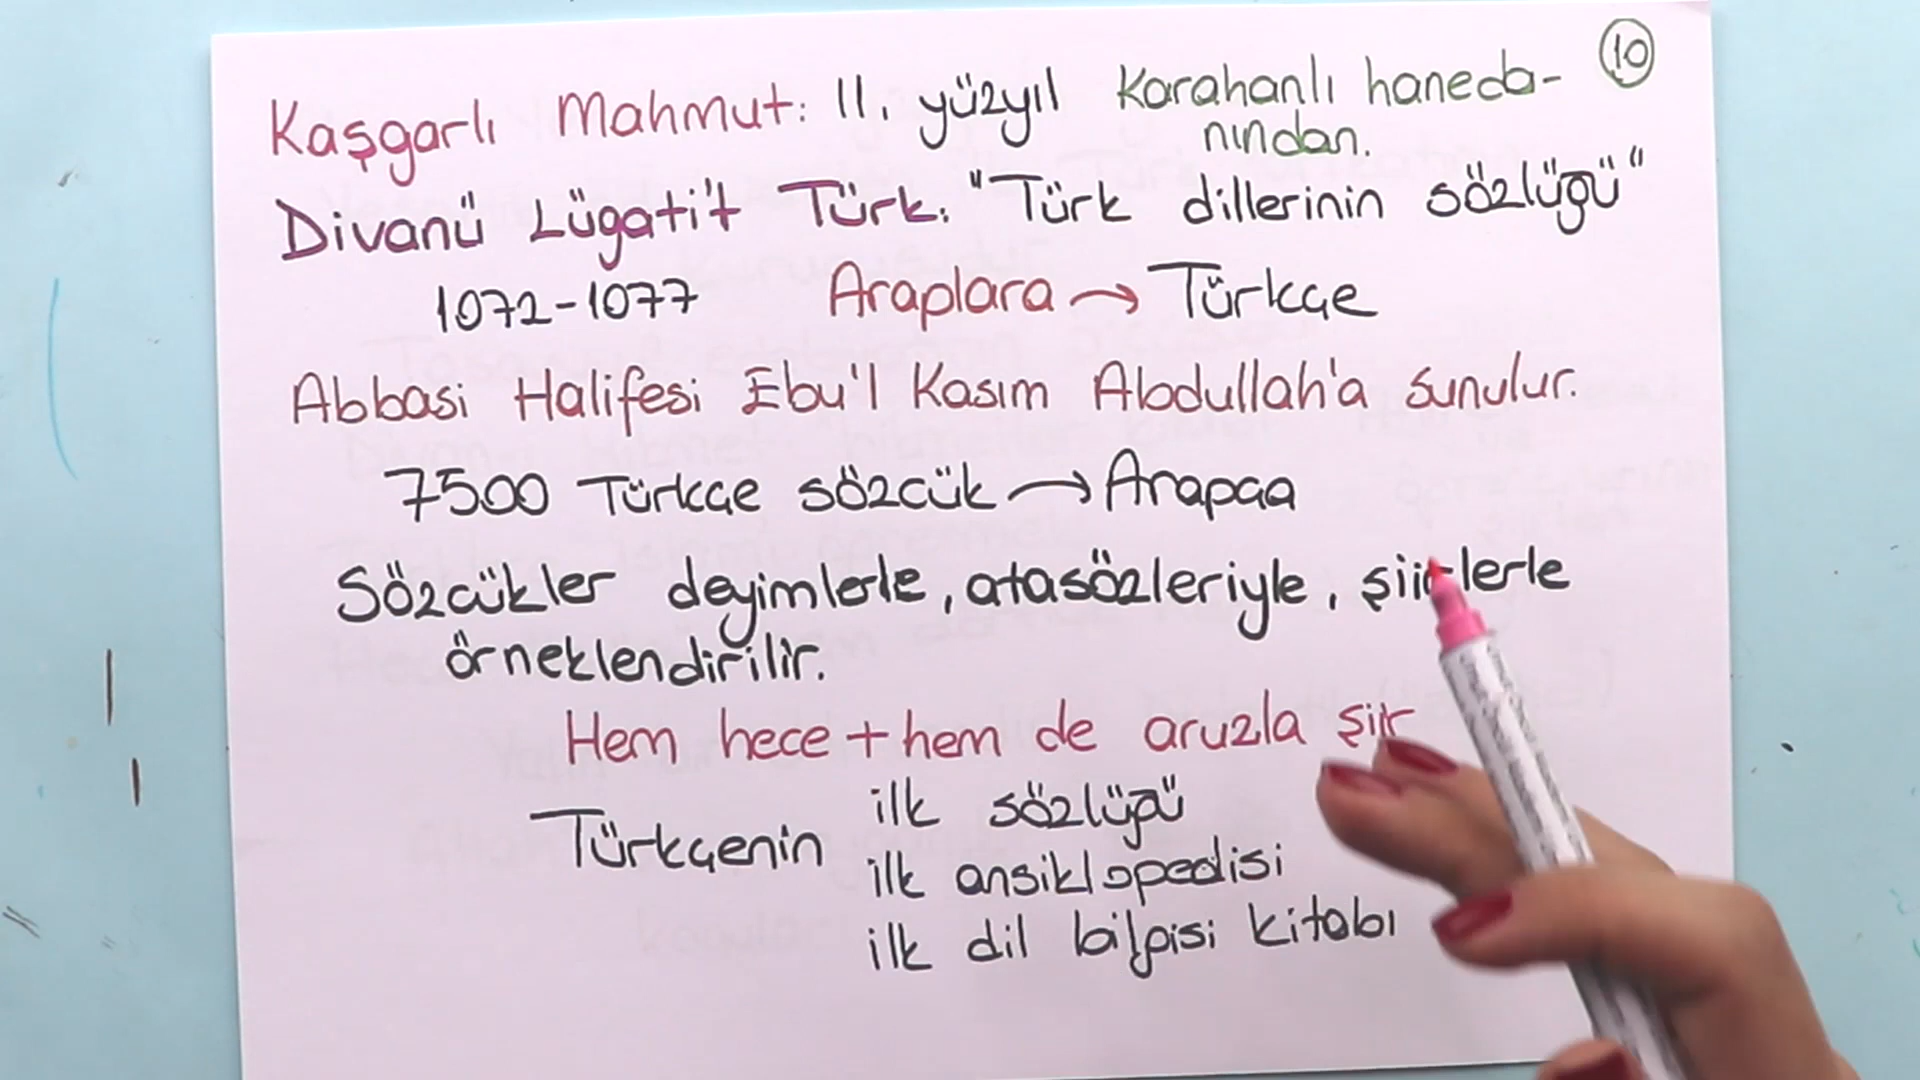 10
Kaşgarlı Mahmut: 11. yüzyıl Karahanlı haneda-
nından.
Divanü Lügati't Türk: "Türk dillerinin sözlüğü"
1072-1077 Araplara → Türkçe
Abbasi Halifesi Ebu'l Kasım Abdullah'a sunulur.
7500 Türkçe sözcük → Arapça
Sözcükler deyimlerle, atasözleriyle, şiirlerle
örneklendirilir.
Hem hece + hem de aruzla şiir
Türkçenin
ilk sözlüğü
ilk ansiklopedisi
ilk dil bilgisi kitabı